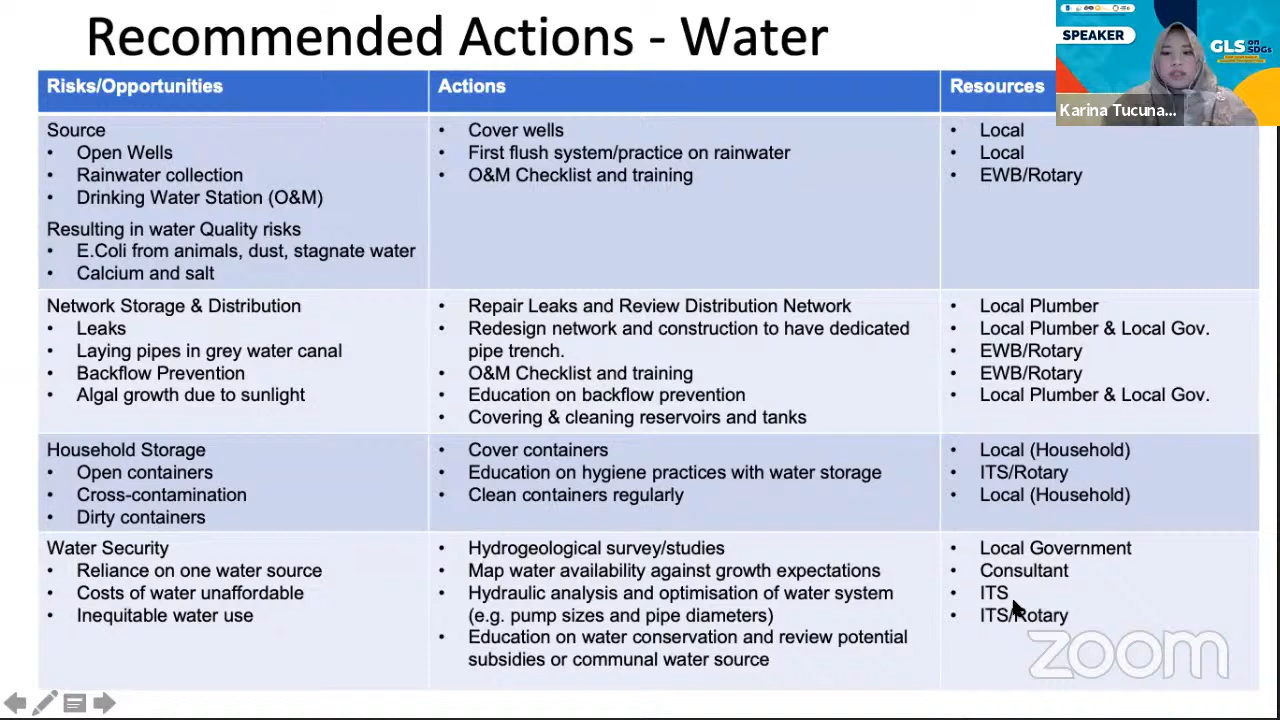 Recommended Actions - Water
SPEAKER
GLS on SDGs
Karina Tucuna...
Risks/Opportunities
Actions
Resources
Source
• Open Wells
• Rainwater collection
• Drinking Water Station (O&M)
Resulting in water Quality risks
• E.Coli from animals, dust, stagnate water
• Calcium and salt
• Cover wells
• First flush system/practice on rainwater
• O&M Checklist and training
• Local
• Local
• EWB/Rotary
Network Storage & Distribution
• Leaks
• Laying pipes in grey water canal
• Backflow Prevention
• Algal growth due to sunlight
• Repair Leaks and Review Distribution Network
• Redesign network and construction to have dedicated
pipe trench.
• O&M Checklist and training
• Education on backflow prevention
• Covering & cleaning reservoirs and tanks
• Local Plumber
• Local Plumber & Local Gov.
• EWB/Rotary
• EWB/Rotary
• Local Plumber & Local Gov.
Household Storage
• Open containers
• Cross-contamination
• Dirty containers
• Cover containers
• Education on hygiene practices with water storage
• Clean containers regularly
• Local (Household)
• ITS/Rotary
• Local (Household)
Water Security
• Reliance on one water source
• Costs of water unaffordable
• Inequitable water use
• Hydrogeological survey/studies
• Map water availability against growth expectations
• Hydraulic analysis and optimisation of water system
(e.g. pump sizes and pipe diameters)
• Education on water conservation and review potential
subsidies or communal water source
• Local Government
• Consultant
• ITS
• ITS/Rotary
zoom